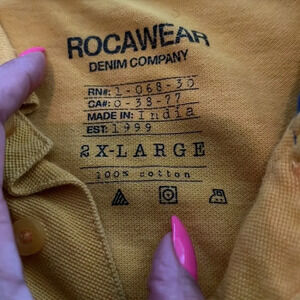 ROCAWEAR
DENIM COMPANY
RN#: 1-068-30
CA#: 0-38-77
MADE IN: India
EST: 1999
2X-LARGE
100% cotton